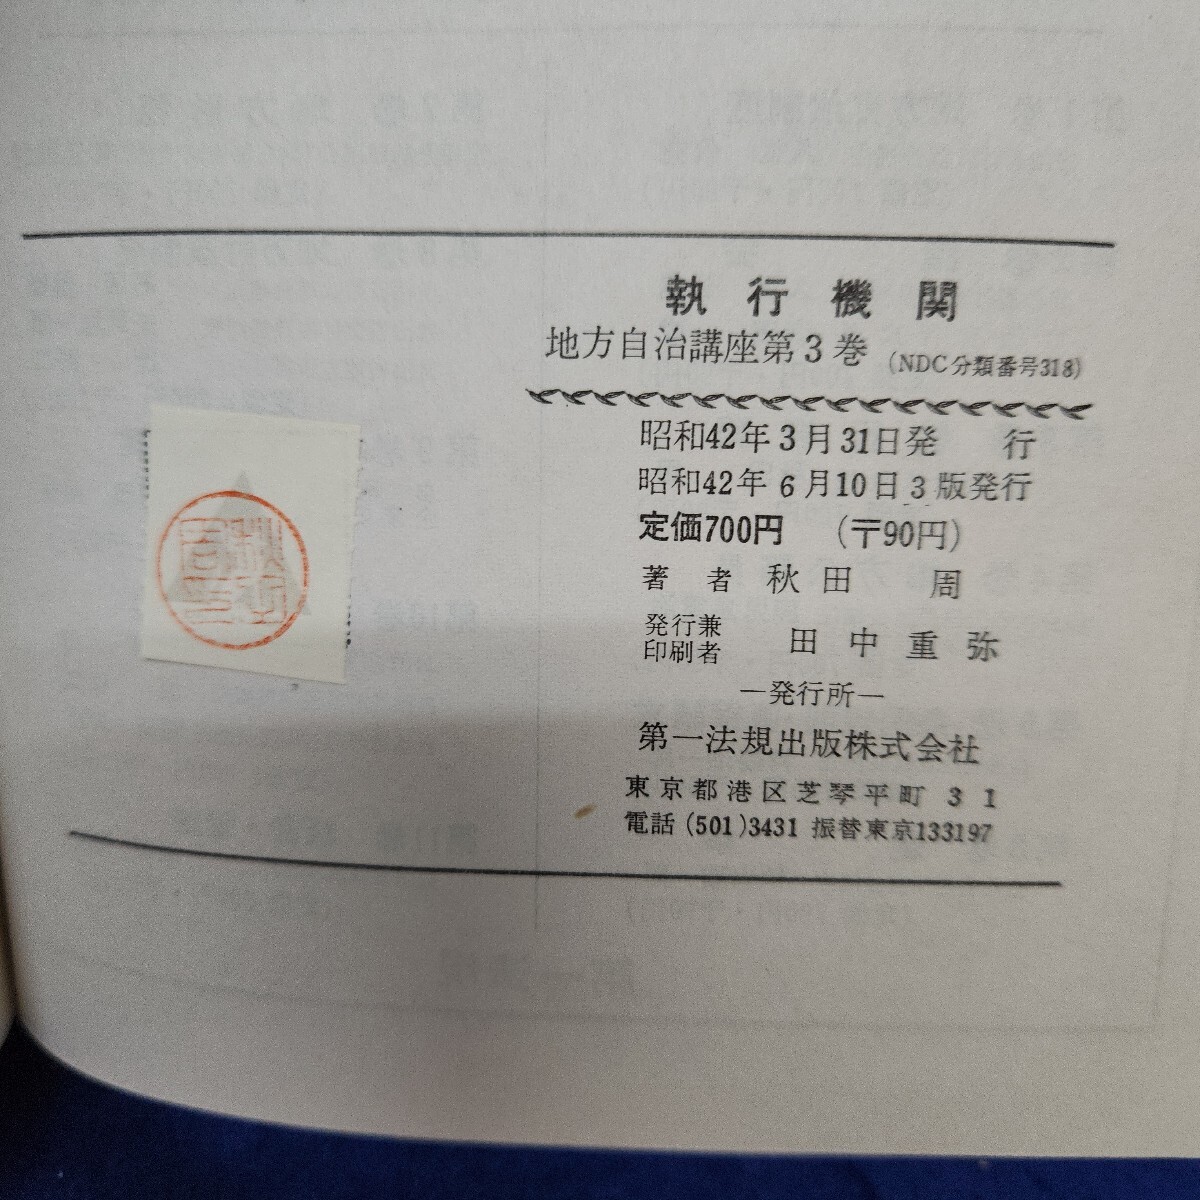 執行機関
地方自治講座第3巻 (NDC分類番号318)
昭和42年3月31日発 行
昭和42年6月10日3版発行
定価700円 (〒90円)
著者 秋田 周
発行兼
印刷者 田中重弥
―発行所―
第一法規出版株式会社
東京都港区芝琴平町31
電話(501)3431 振替東京133197